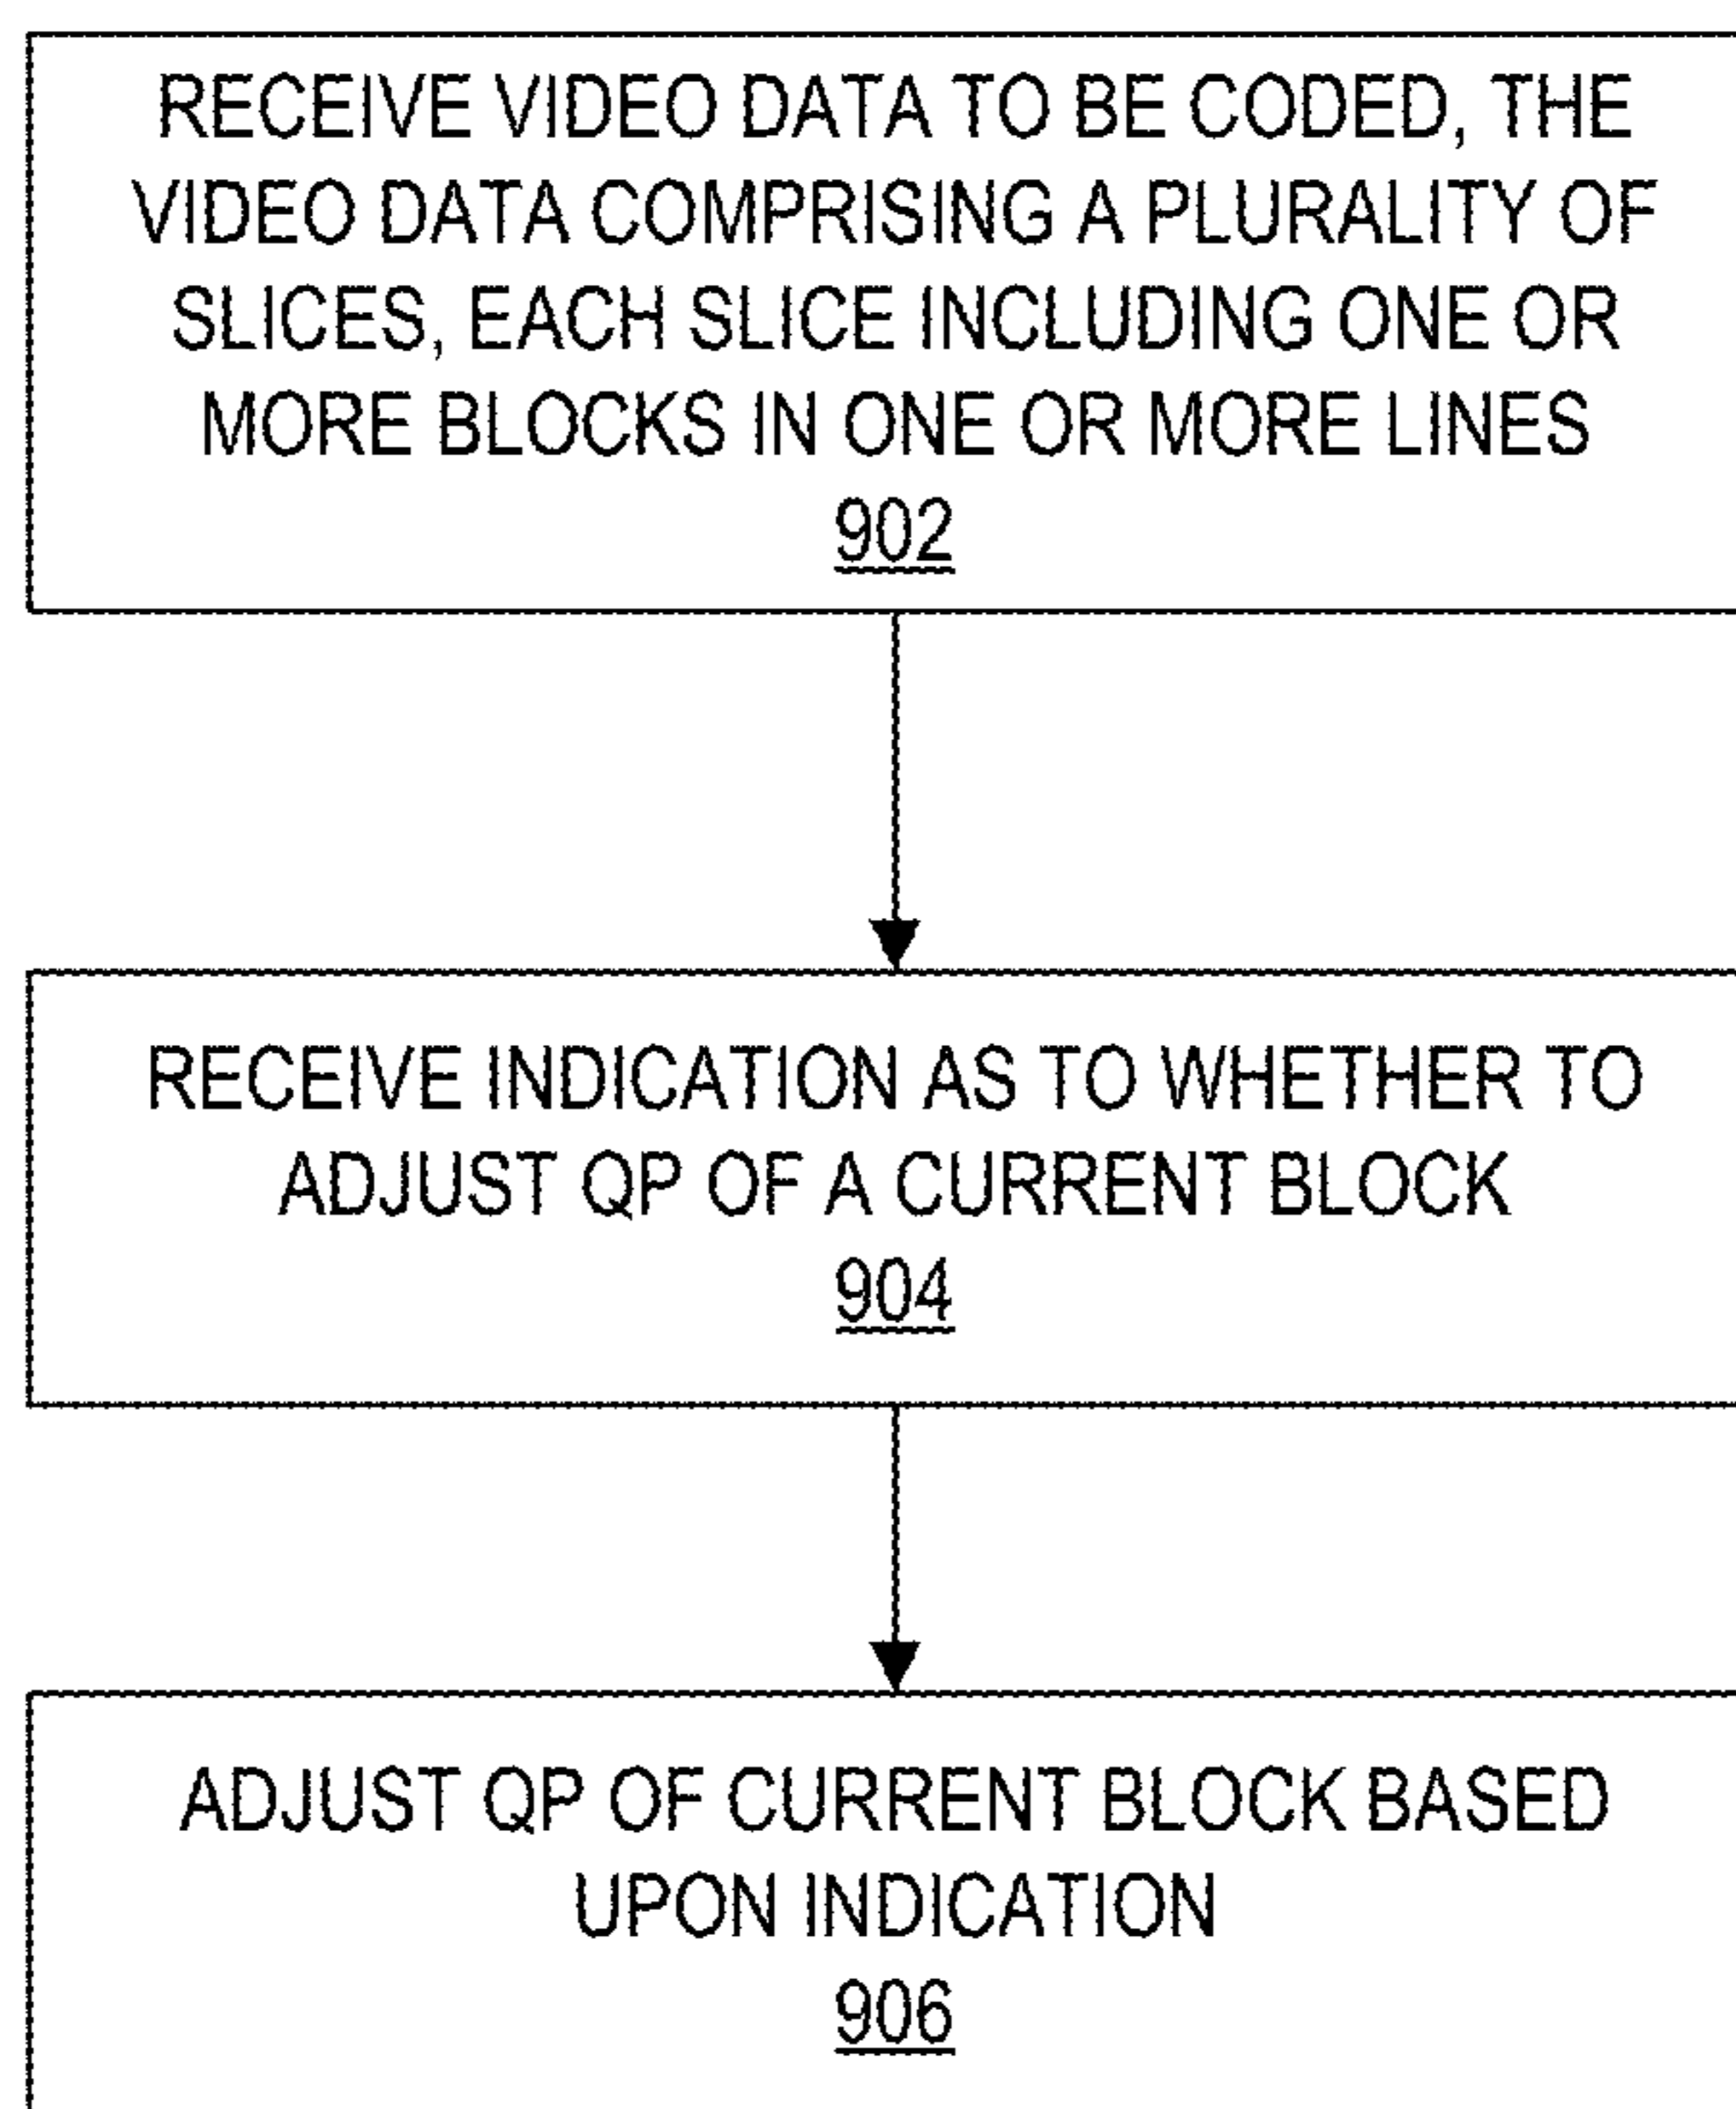 RECEIVE VIDEO DATA TO BE CODED, THE
VIDEO DATA COMPRISING A PLURALITY OF
SLICES, EACH SLICE INCLUDING ONE OR
MORE BLOCKS IN ONE OR MORE LINES
902
RECEIVE INDICATION AS TO WHETHER TO
ADJUST QP OF A CURRENT BLOCK
904
ADJUST QP OF CURRENT BLOCK BASED
UPON INDICATION
906